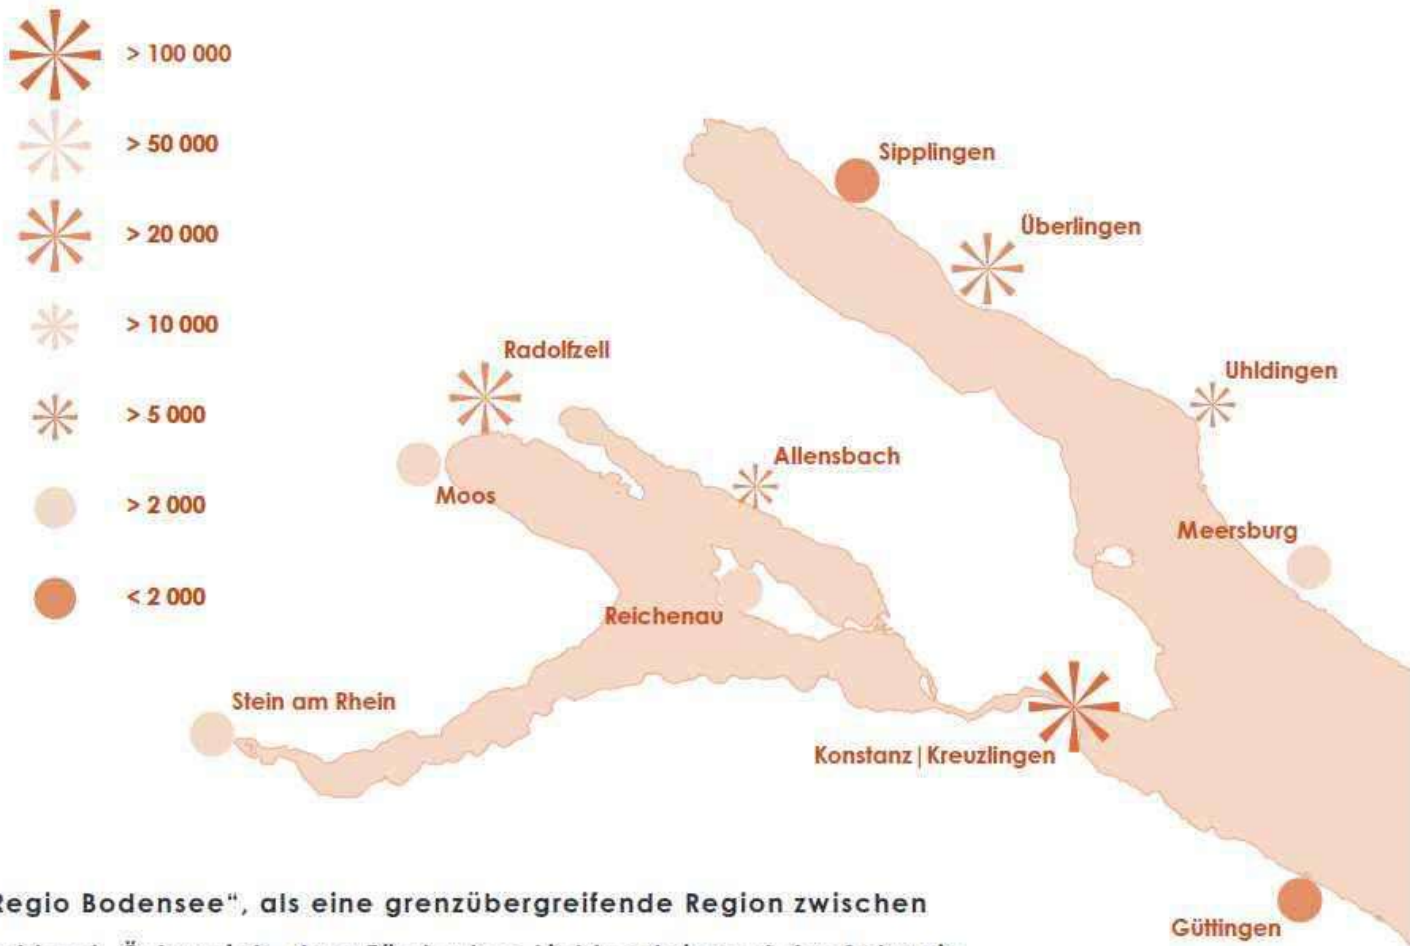 > 100 000
> 50 000
> 20 000
> 10 000
> 5 000
> 2 000
< 2 000
Sipplingen
Überlingen
Radolfzell
Uhldingen
Allensbach
Moos
Meersburg
Reichenau
Stein am Rhein
Konstanz|Kreuzlingen
Güttingen
Regio Bodensee“, als eine grenzübergreifende Region zwischen